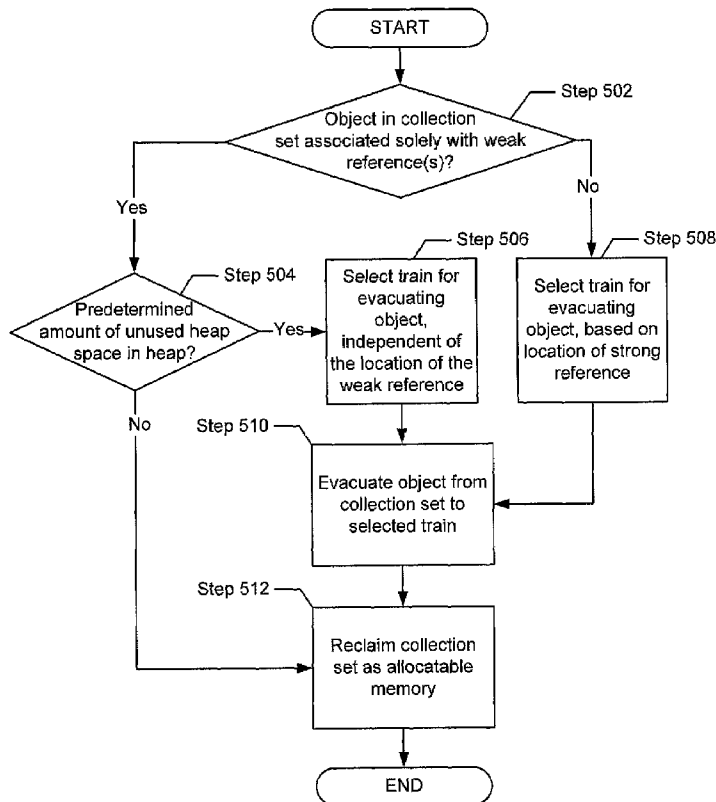 START
Step 502
Object in collection
set associated solely with weak
reference(s)?
Yes
No
Step 504
Predetermined
amount of unused heap
space in heap?
Yes
No
Step 506
Select train for
evacuating
object,
independent of
the location of the
weak reference
Step 508
Select train for
evacuating
object, based on
location of strong
reference
Step 510
Evacuate object from
collection set to
selected train
Step 512
Reclaim collection
set as allocatable
memory
END